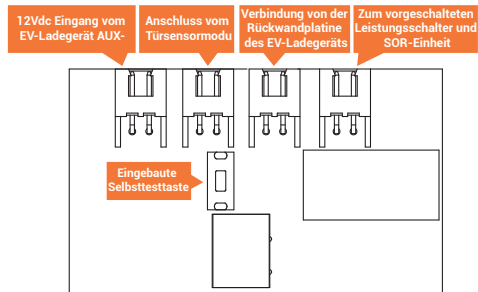 12Vdc Eingang vom
EV-Ladegerät AUX-
Anschluss vom
Türsensormodu
Verbindung von der
Rückwandplatine
des EV-Ladegeräts
Zum vorgeschalteten
Leistungsschalter und
SOR-Einheit
Eingebaute
Selbsttesttaste